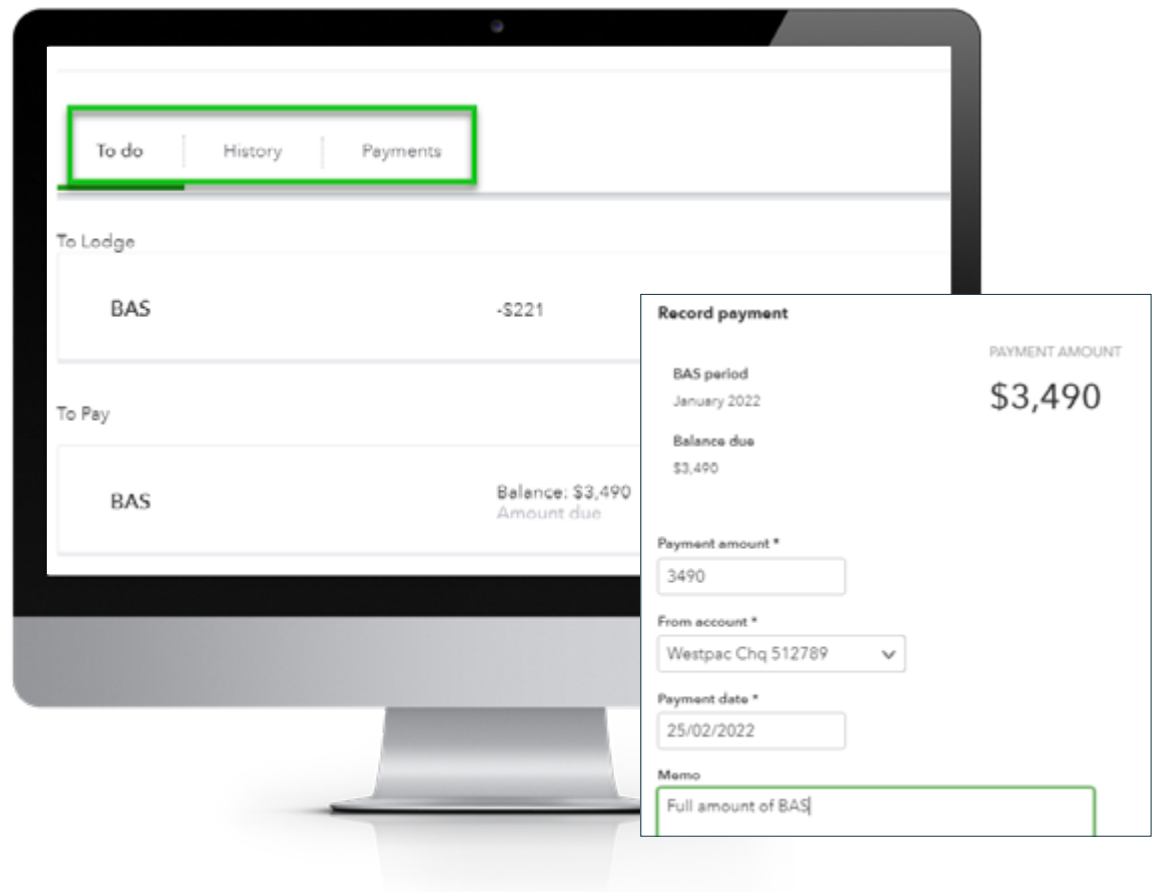 To do
History
Payments
To Lodge
BAS
-$221
To Pay
BAS
Balance: $3,490
Amount due
Record payment
PAYMENT AMOUNT
BAS period
January 2022
$3,490
Balance due
$3,490
Payment amount *
3490
From account *
Westpac Chq 512789
Payment date *
25/02/2022
Memo
Full amount of BAS